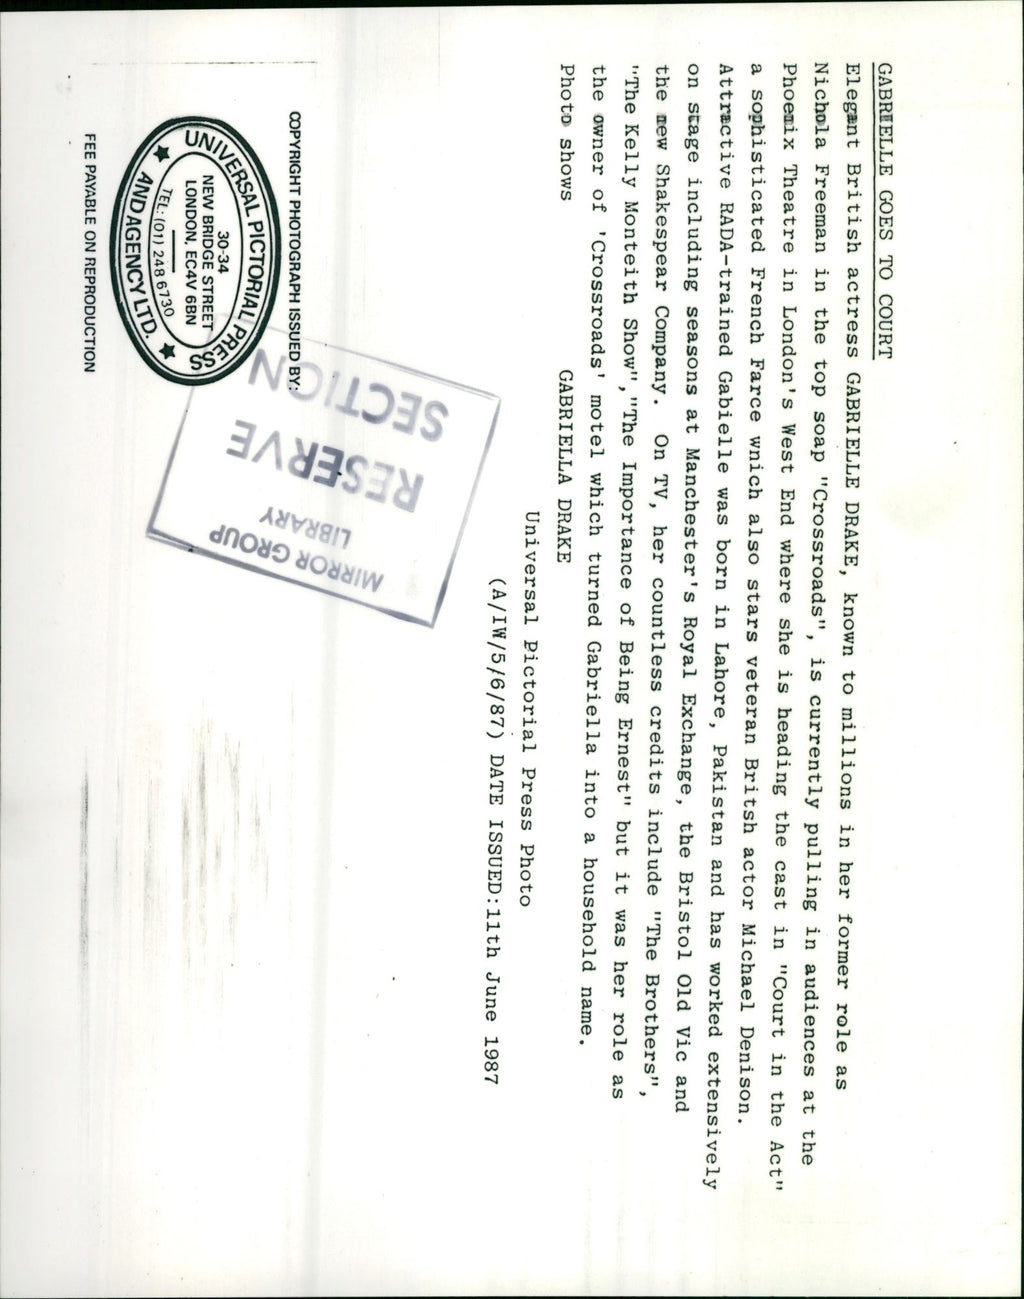 GABRIELLE GOES TO COURT
Elegant British actress GABRIELLE DRAKE, known to millions in her former role as
Nichola Freeman in the top soap "Crossroads", is currently pulling in audiences at the
Phoenix Theatre in London's West End where she is heading the cast in "Court in the Act"
a sophisticated French Farce which also stars veteran Britsh actor Michael Denison.
Attractive RADA-trained Gabielle was born in Lahore, Pakistan and has worked extensively
on stage including seasons at Manchester's Royal Exchange, the Bristol Old Vic and
the new Shakespear Company. On TV, her countless credits include "The Brothers",
"The Kelly Monteith Show","The Importance of Being Ernest" but it was her role as
the owner of 'Crossroads' motel which turned Gabriella into a household name.
Photo shows GABRIELLA DRAKE
Universal Pictorial Press Photo
(A/IW/5/6/87) DATE ISSUED:11th June 1987
COPYRIGHT PHOTOGRAPH ISSUED BY:
UNIVERSAL PICTORIAL PRESS
30-34
NEW BRIDGE STREET
LONDON, EC4V 6BN
TEL: (01) 248 6730
AND AGENCY LTD.
FEE PAYABLE ON REPRODUCTION
MIRROR GROUP
LIBRARY
RESERVE
SECTION